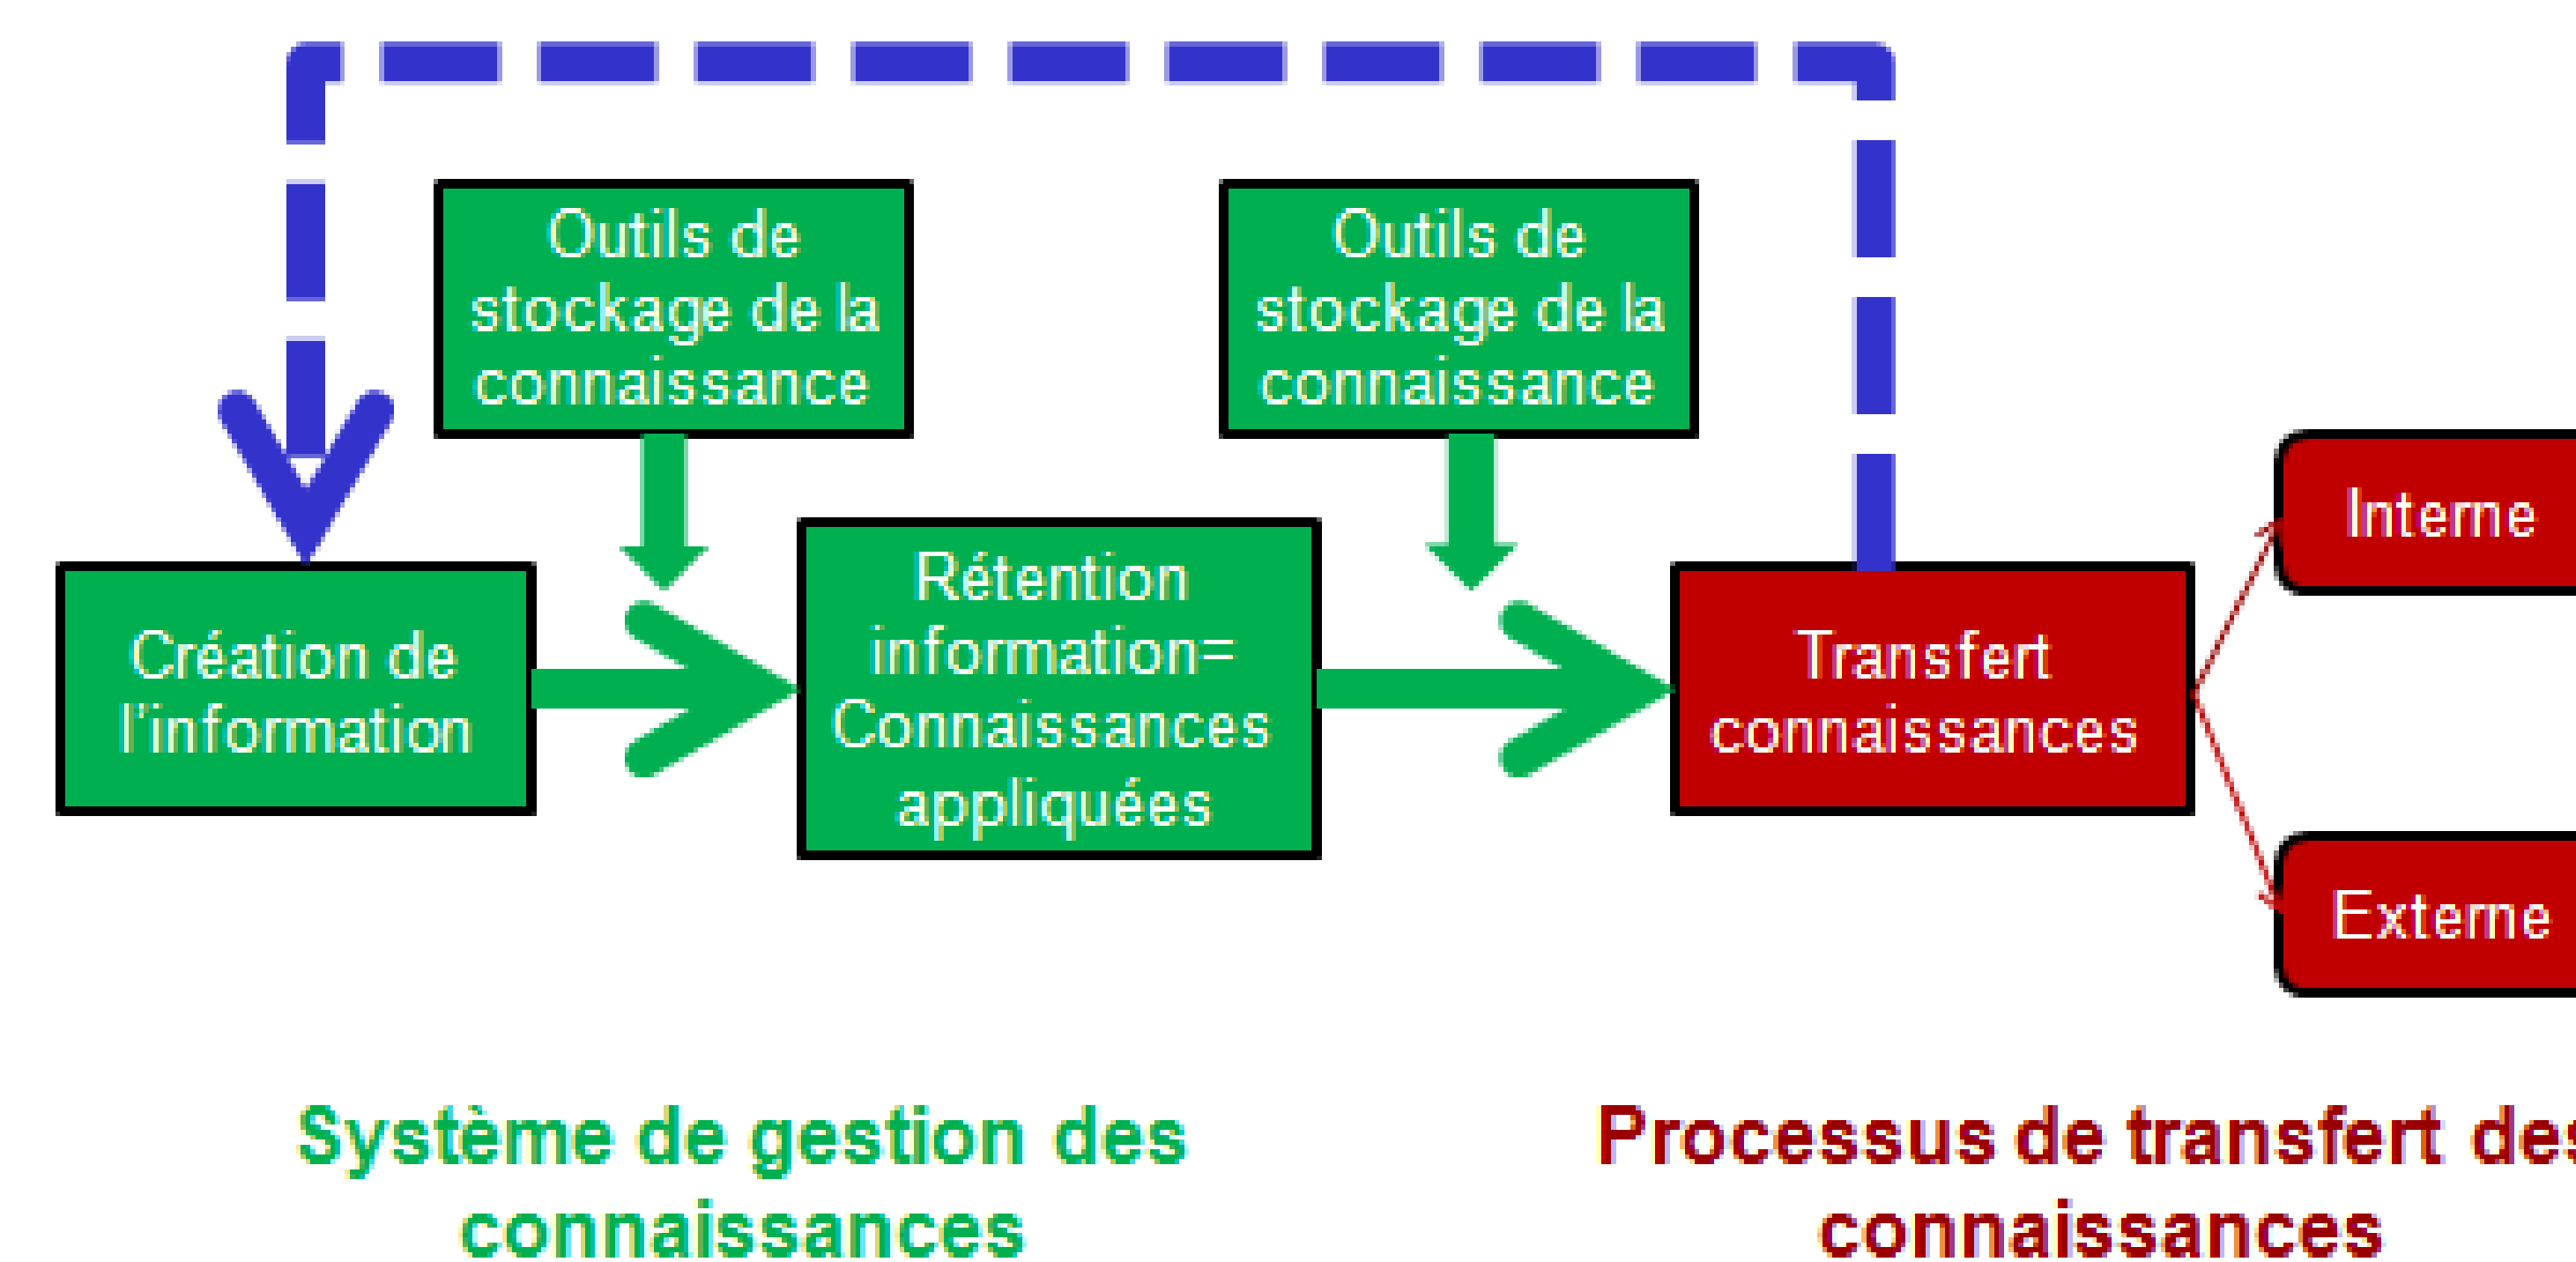 Outils de
stockage de la
connaissance
Outils de
stockage de la
connaissance
Création de
l'information
Rétention
information=
Connaissances
appliquées
Transfert
connaissances
Interne
Externe
Système de gestion des
connaissances
Processus de transfert des
connaissances